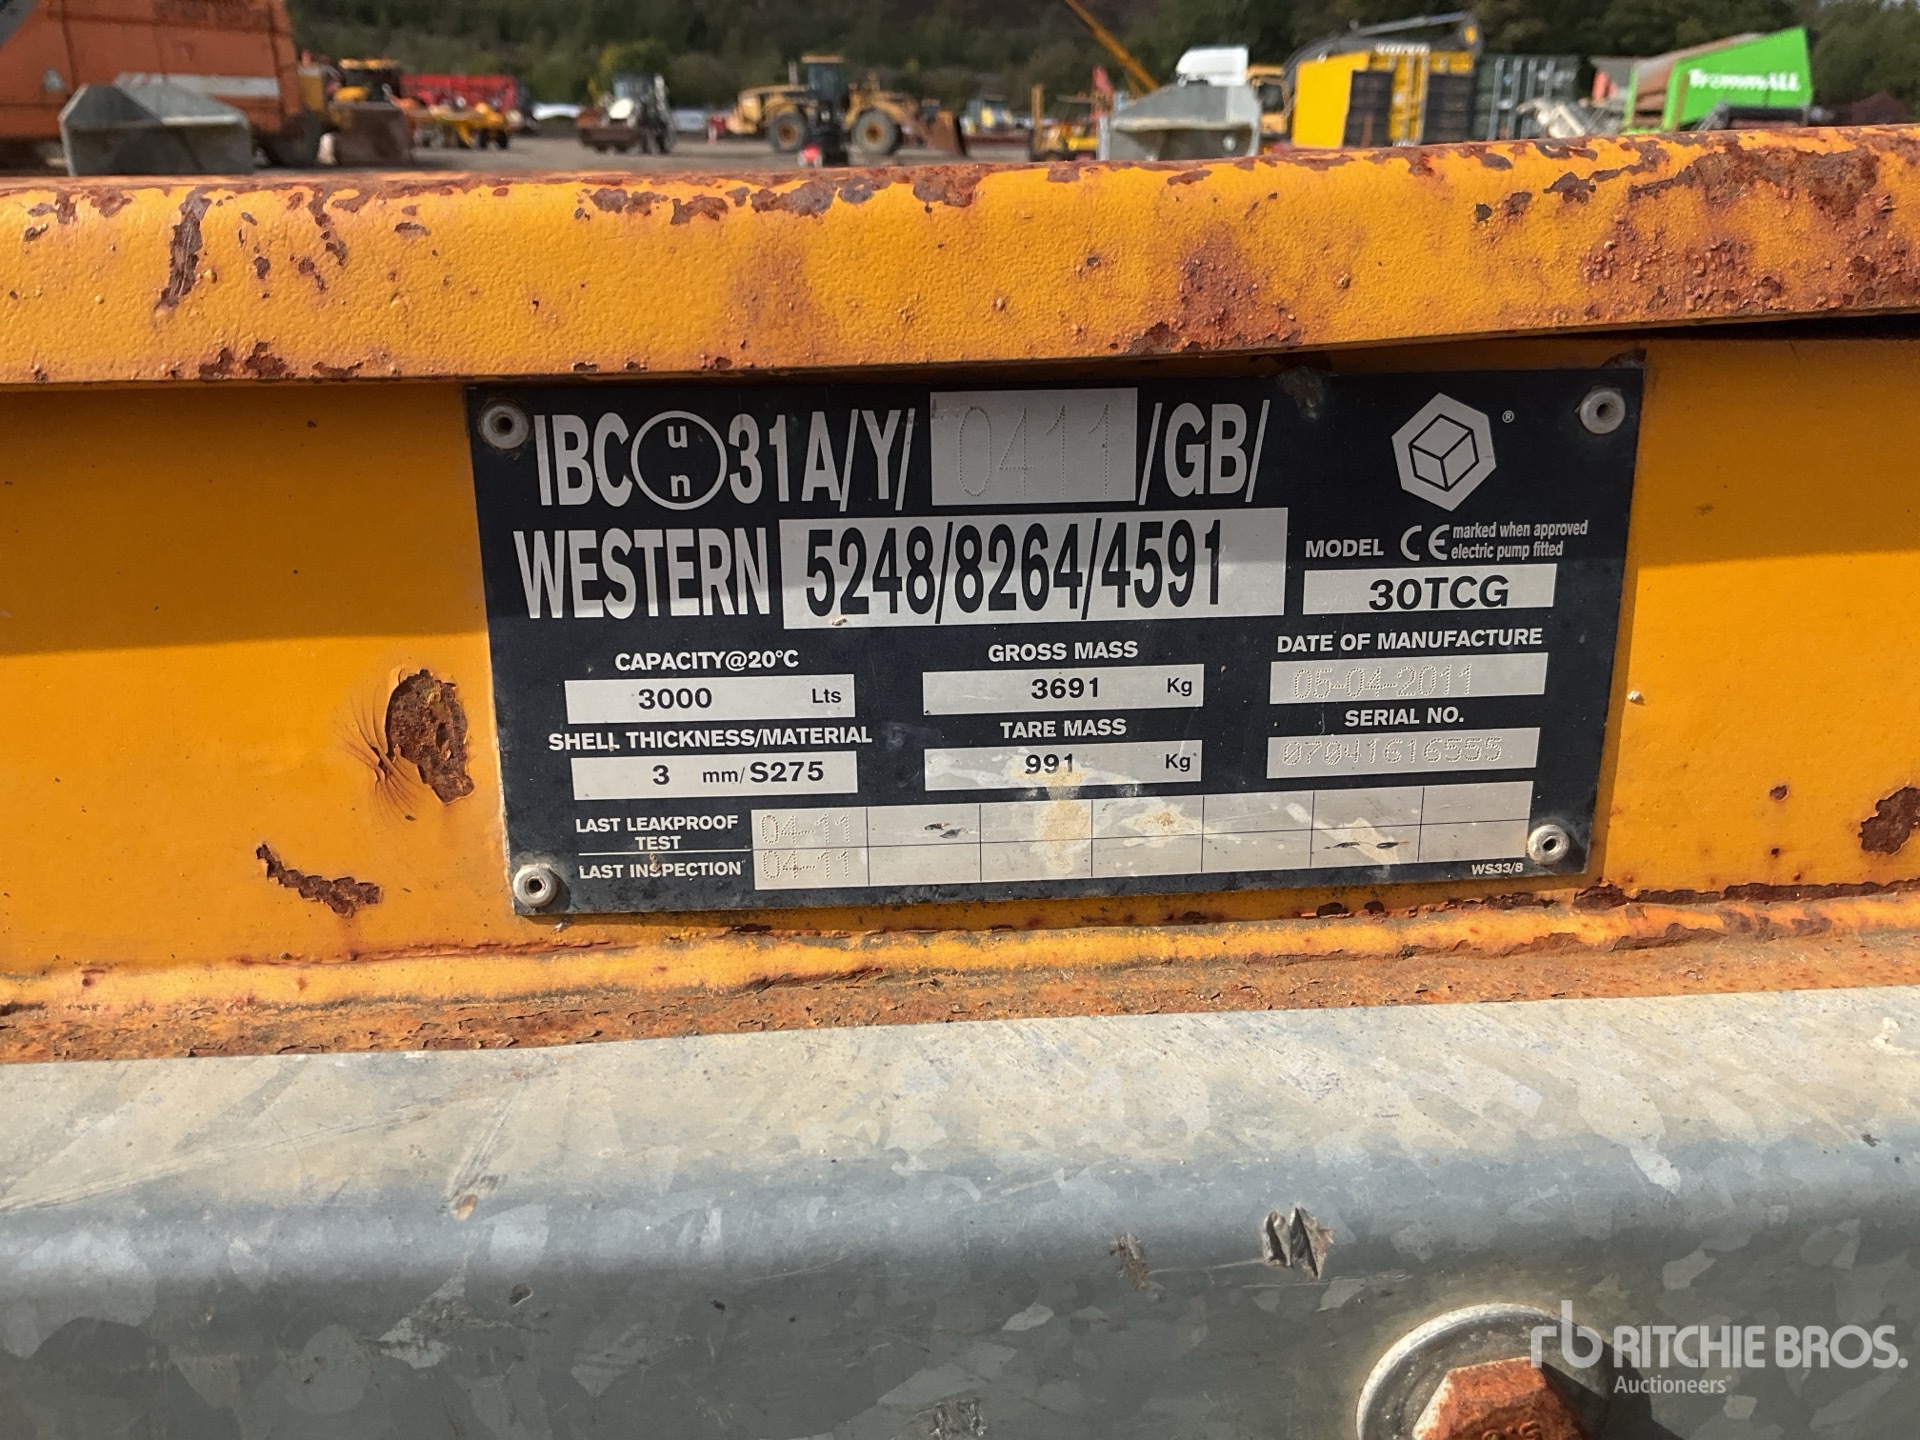 TrommALL
IBC un 31A/Y/ 0411 /GB/
WESTERN 5248/8264/4591
®
MODEL CE marked when approved
electric pump fitted
30TCG
CAPACITY@20°C
3000 Lts
GROSS MASS
3691 Kg
DATE OF MANUFACTURE
05-04-2011
SHELL THICKNESS/MATERIAL
3 mm/ S275
TARE MASS
991 Kg
SERIAL NO.
07041616555
LAST LEAKPROOF
TEST
04-11
LAST INSPECTION 04-11
WS33/8
rb RITCHIE BROS.
Auctioneers